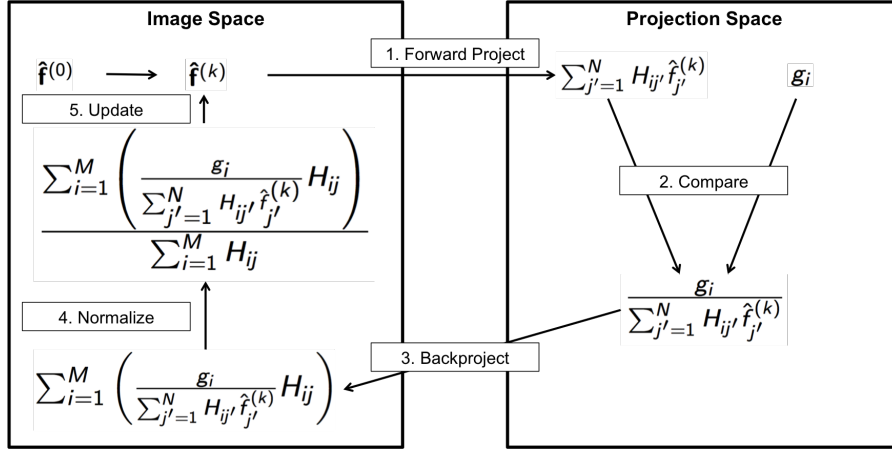 Image Space
Projection Space
1. Forward Project
f̂⁽⁰⁾ → f̂⁽ᵏ⁾
∑_{j'=1}^{N} H_{ij'} f̂_{j'}^{(k)}
g_i
5. Update
∑_{i=1}^{M} ( g_i / ∑_{j'=1}^{N} H_{ij'} f̂_{j'}^{(k)} H_{ij} )
∑_{i=1}^{M} H_{ij}
2. Compare
g_i
∑_{j'=1}^{N} H_{ij'} f̂_{j'}^{(k)}
4. Normalize
3. Backproject
∑_{i=1}^{M} ( g_i / ∑_{j'=1}^{N} H_{ij'} f̂_{j'}^{(k)} H_{ij} )